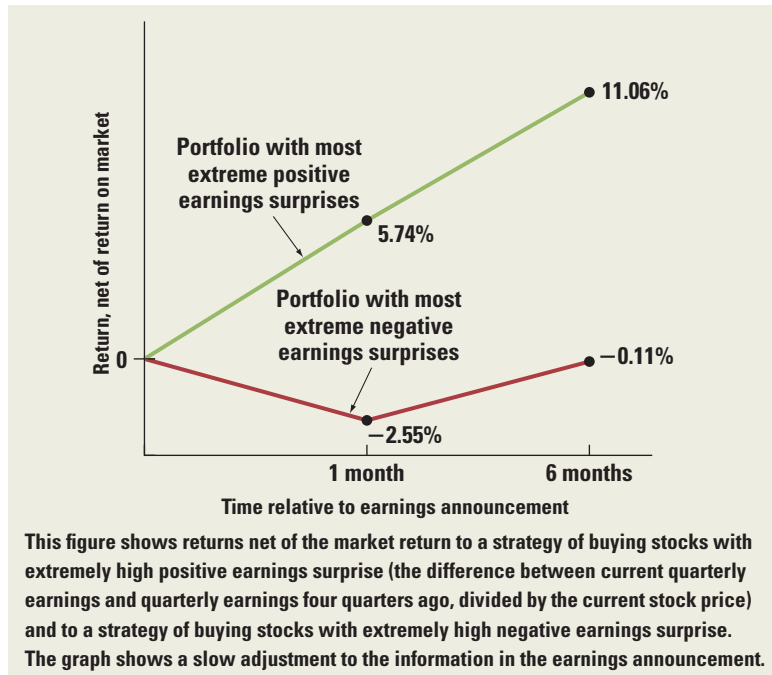 Return, net of return on market
11.06%
Portfolio with most
extreme positive
earnings surprises
5.74%
Portfolio with most
extreme negative
earnings surprises
0
−0.11%
−2.55%
1 month
6 months
Time relative to earnings announcement
This figure shows returns net of the market return to a strategy of buying stocks with
extremely high positive earnings surprise (the difference between current quarterly
earnings and quarterly earnings four quarters ago, divided by the current stock price)
and to a strategy of buying stocks with extremely high negative earnings surprise.
The graph shows a slow adjustment to the information in the earnings announcement.